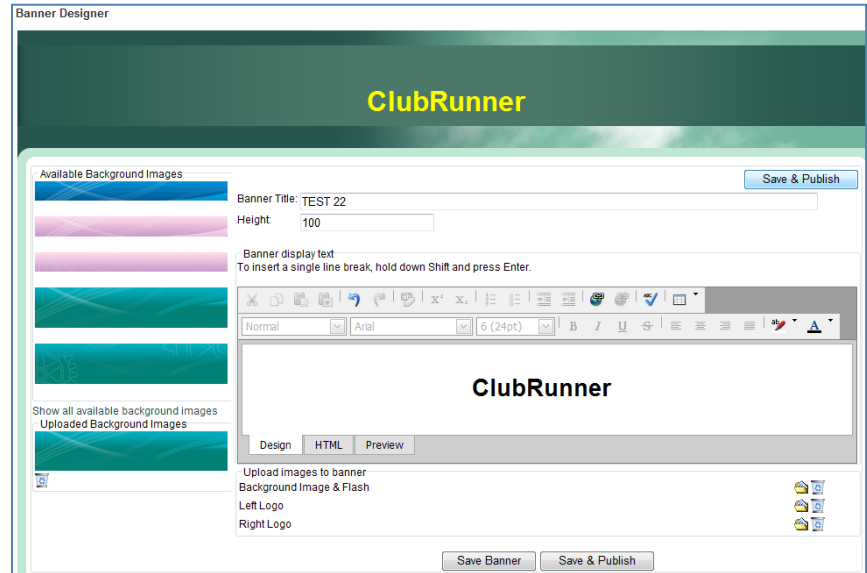 Banner Designer
ClubRunner
Available Background Images
Save & Publish
Banner Title: TEST 22
Height: 100
Banner display text
To insert a single line break, hold down Shift and press Enter.
Normal Arial 6 (24pt) B I U S ab A
ClubRunner
Design HTML Preview
Show all available background images
Uploaded Background Images
Upload images to banner
Background Image & Flash
Left Logo
Right Logo
Save Banner Save & Publish